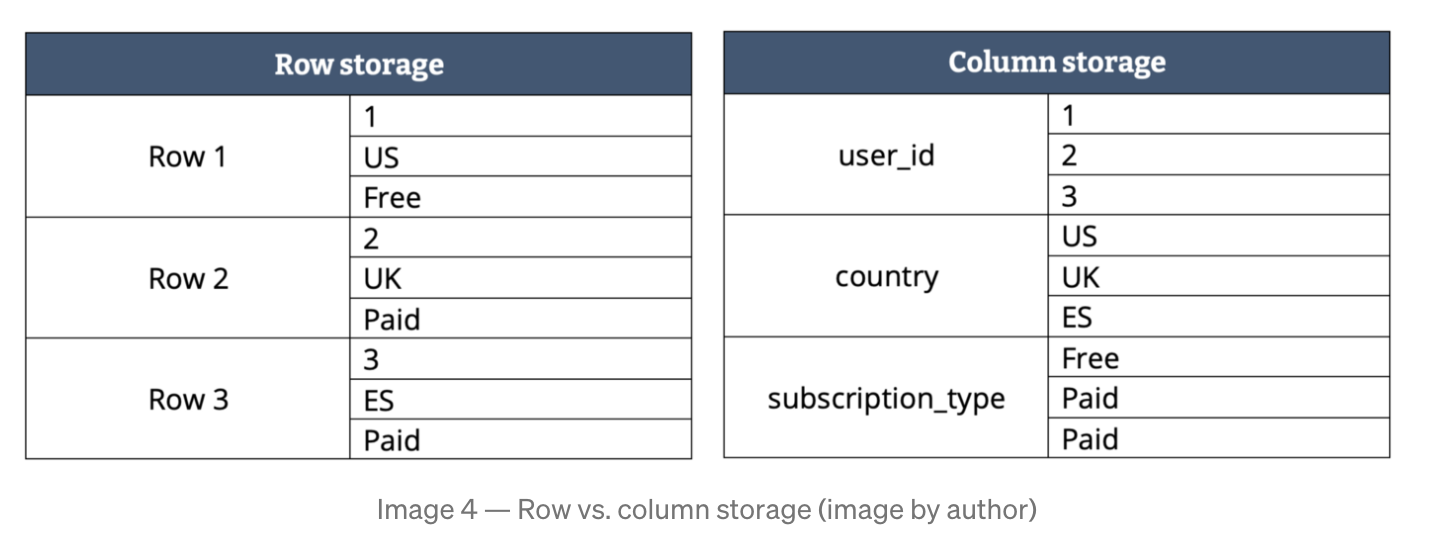 Row storage
Row 1
1
US
Free
Row 2
2
UK
Paid
Row 3
3
ES
Paid
Column storage
user_id
1
2
3
country
US
UK
ES
subscription_type
Free
Paid
Paid
Image 4 — Row vs. column storage (image by author)